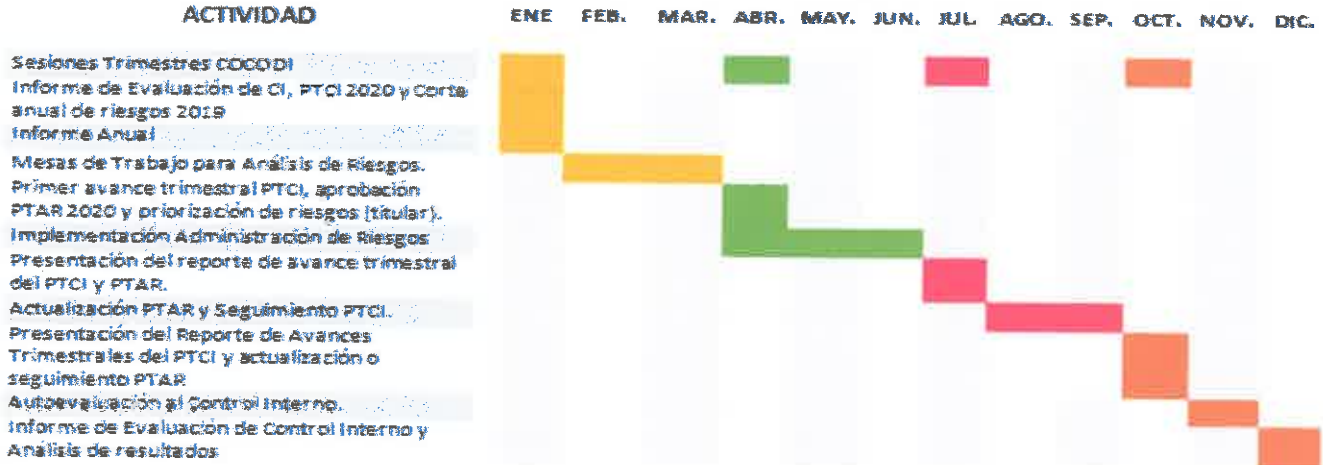 ACTIVIDAD ENE FEB. MAR. ABR. MAY. JUN. JUL. AGO. SEP. OCT. NOV. DIC.
Sesiones Trimestres COCODI
Informe de Evaluación de CI, PTCI 2020 y Corte
anual de riesgos 2019
Informe Anual
Mesas de Trabajo para Análisis de Riesgos.
Primer avance trimestral PTCI, aprobación
PTAR 2020 y priorización de riesgos (titular).
Implementación Administración de Riesgos
Presentación del reporte de avance trimestral
del PTCI y PTAR.
Actualización PTAR y Seguimiento PTCI.
Presentación del Reporte de Avances
Trimestrales del PTCI y actualización o
seguimiento PTAR
Autoevaluación al Control Interno.
Informe de Evaluación de Control Interno y
Análisis de resultados